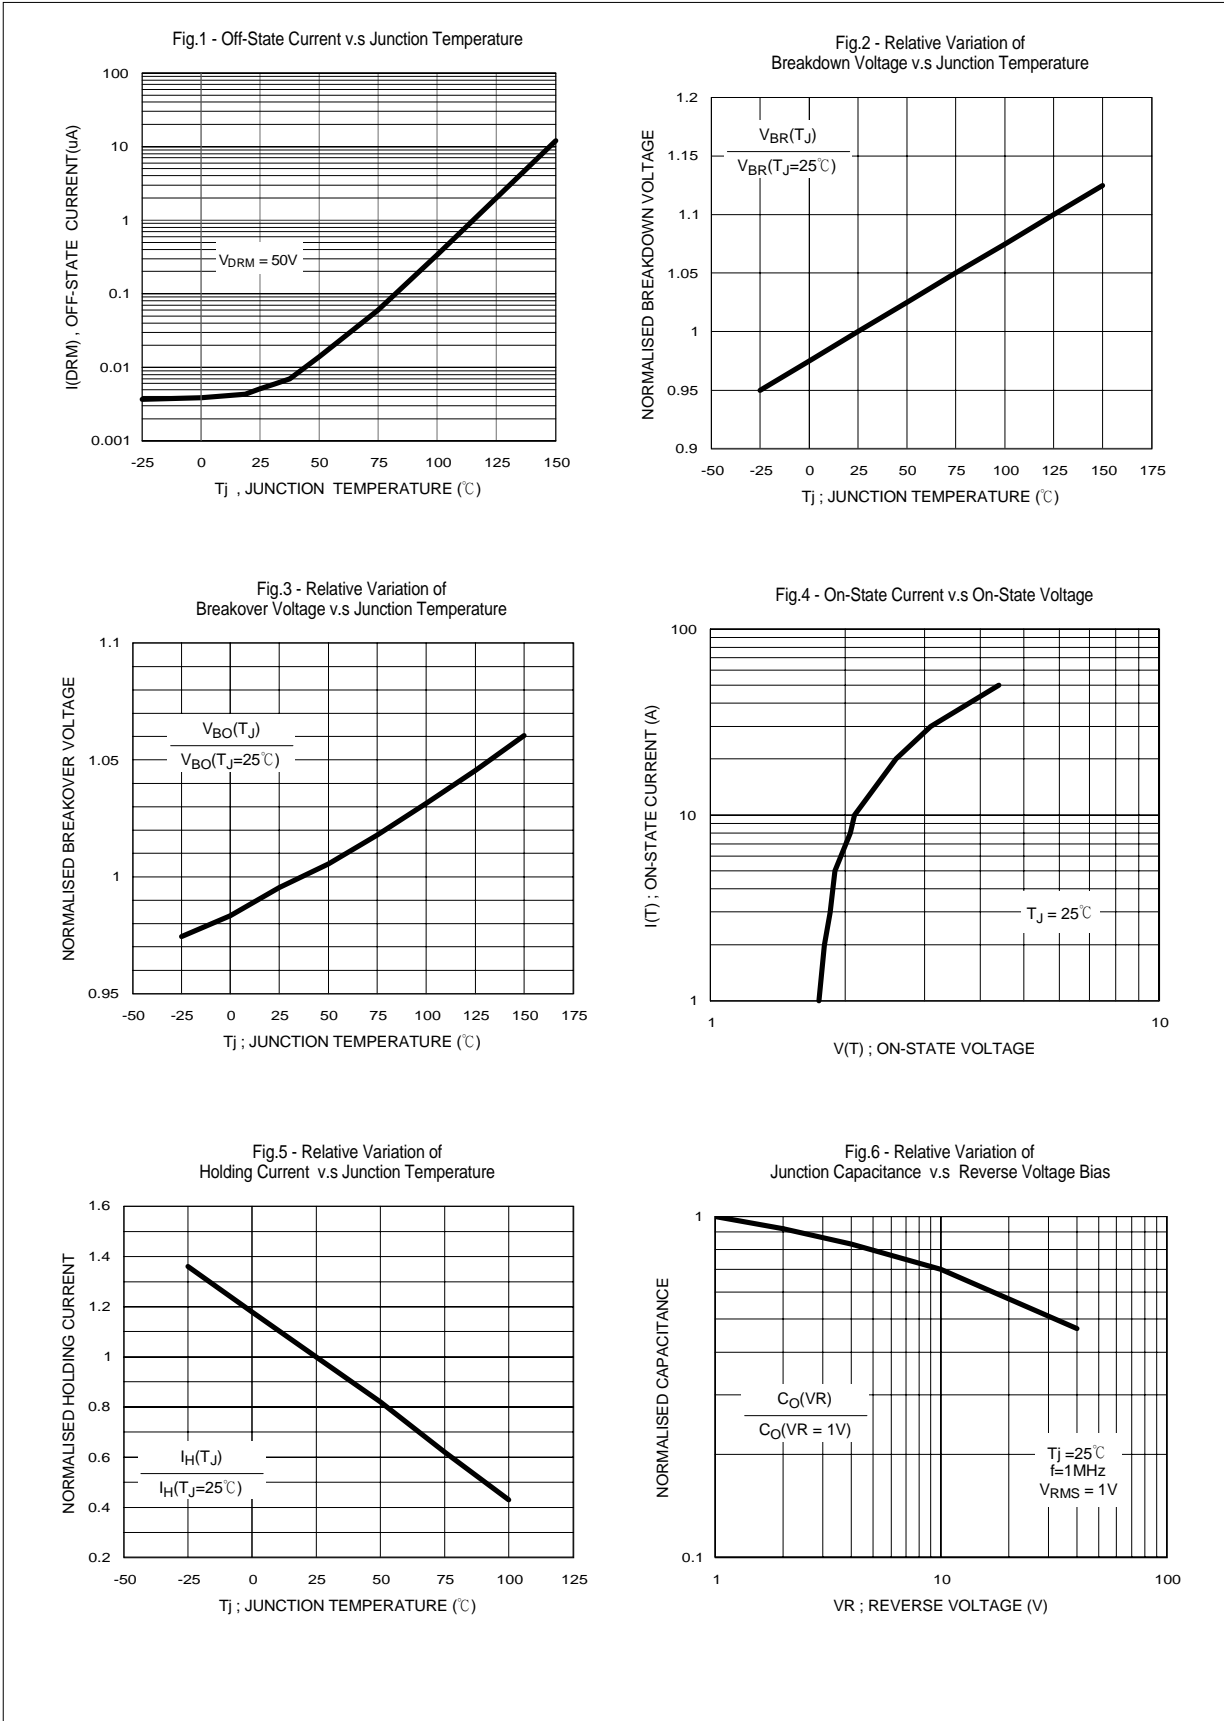 Fig.1 - Off-State Current v.s Junction Temperature
100
10
1
0.1
0.01
0.001
I(DRM) , OFF-STATE CURRENT(uA)
VDRM = 50V
-25 0 25 50 75 100 125 150
Tj , JUNCTION TEMPERATURE (℃)
Fig.2 - Relative Variation of
Breakdown Voltage v.s Junction Temperature
1.2
1.15
1.1
1.05
1
0.95
0.9
NORMALISED BREAKDOWN VOLTAGE
VBR(TJ)
VBR(TJ=25℃)
-50 -25 0 25 50 75 100 125 150 175
Tj ; JUNCTION TEMPERATURE (℃)
Fig.3 - Relative Variation of
Breakover Voltage v.s Junction Temperature
1.1
1.05
1
0.95
NORMALISED BREAKOVER VOLTAGE
VBO(TJ)
VBO(TJ=25℃)
-50 -25 0 25 50 75 100 125 150 175
Tj ; JUNCTION TEMPERATURE (℃)
Fig.4 - On-State Current v.s On-State Voltage
100
10
1
I(T) ; ON-STATE CURRENT (A)
TJ = 25℃
1 10
V(T) ; ON-STATE VOLTAGE
Fig.5 - Relative Variation of
Holding Current v.s Junction Temperature
1.6
1.4
1.2
1
0.8
0.6
0.4
0.2
NORMALISED HOLDING CURRENT
IH(TJ)
IH(TJ=25℃)
-50 -25 0 25 50 75 100 125
Tj ; JUNCTION TEMPERATURE (℃)
Fig.6 - Relative Variation of
Junction Capacitance v.s Reverse Voltage Bias
1
0.1
NORMALISED CAPACITANCE
CO(VR)
CO(VR = 1V)
Tj =25℃
f=1MHz
VRMS = 1V
1 10 100
VR ; REVERSE VOLTAGE (V)